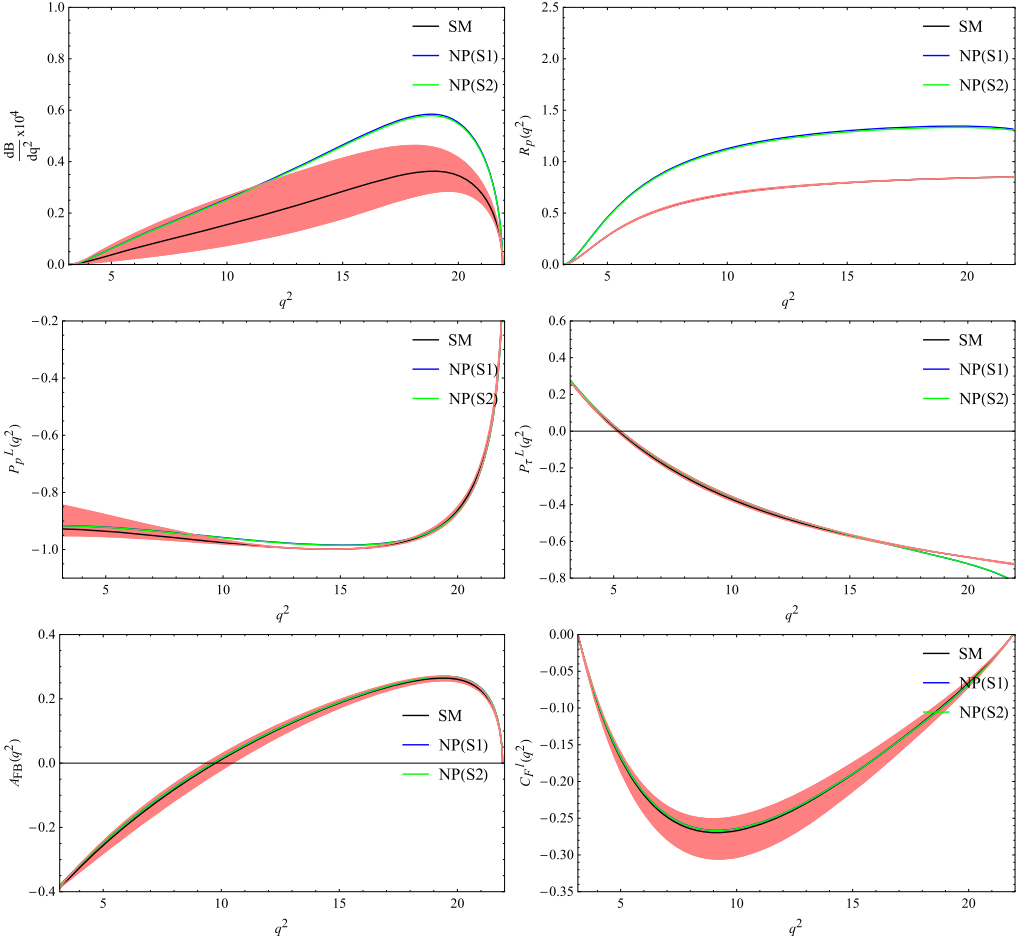 dB/dq² x10⁴
1.0
0.8
0.6
0.4
0.2
0.0
SM
NP(S1)
NP(S2)
5 10 15 20
q²
R_p(q²)
2.5
2.0
1.5
1.0
0.5
0.0
SM
NP(S1)
NP(S2)
5 10 15 20
q²
P_p^L(q²)
−0.2
−0.4
−0.6
−0.8
−1.0
SM
NP(S1)
NP(S2)
5 10 15 20
q²
P_τ^L(q²)
0.6
0.4
0.2
0.0
−0.2
−0.4
−0.6
−0.8
SM
NP(S1)
NP(S2)
5 10 15 20
q²
A_FB(q²)
0.4
0.2
0.0
−0.2
−0.4
SM
NP(S1)
NP(S2)
5 10 15 20
q²
C_F^l(q²)
0.00
−0.05
−0.10
−0.15
−0.20
−0.25
−0.30
−0.35
SM
NP(S1)
NP(S2)
5 10 15 20
q²